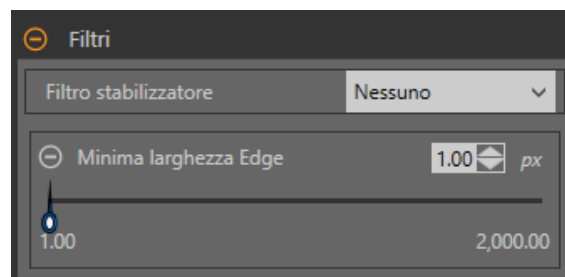 Filtri
Filtro stabilizzatore Nessuno
Minima larghezza Edge 1.00 px
1.00 2,000.00